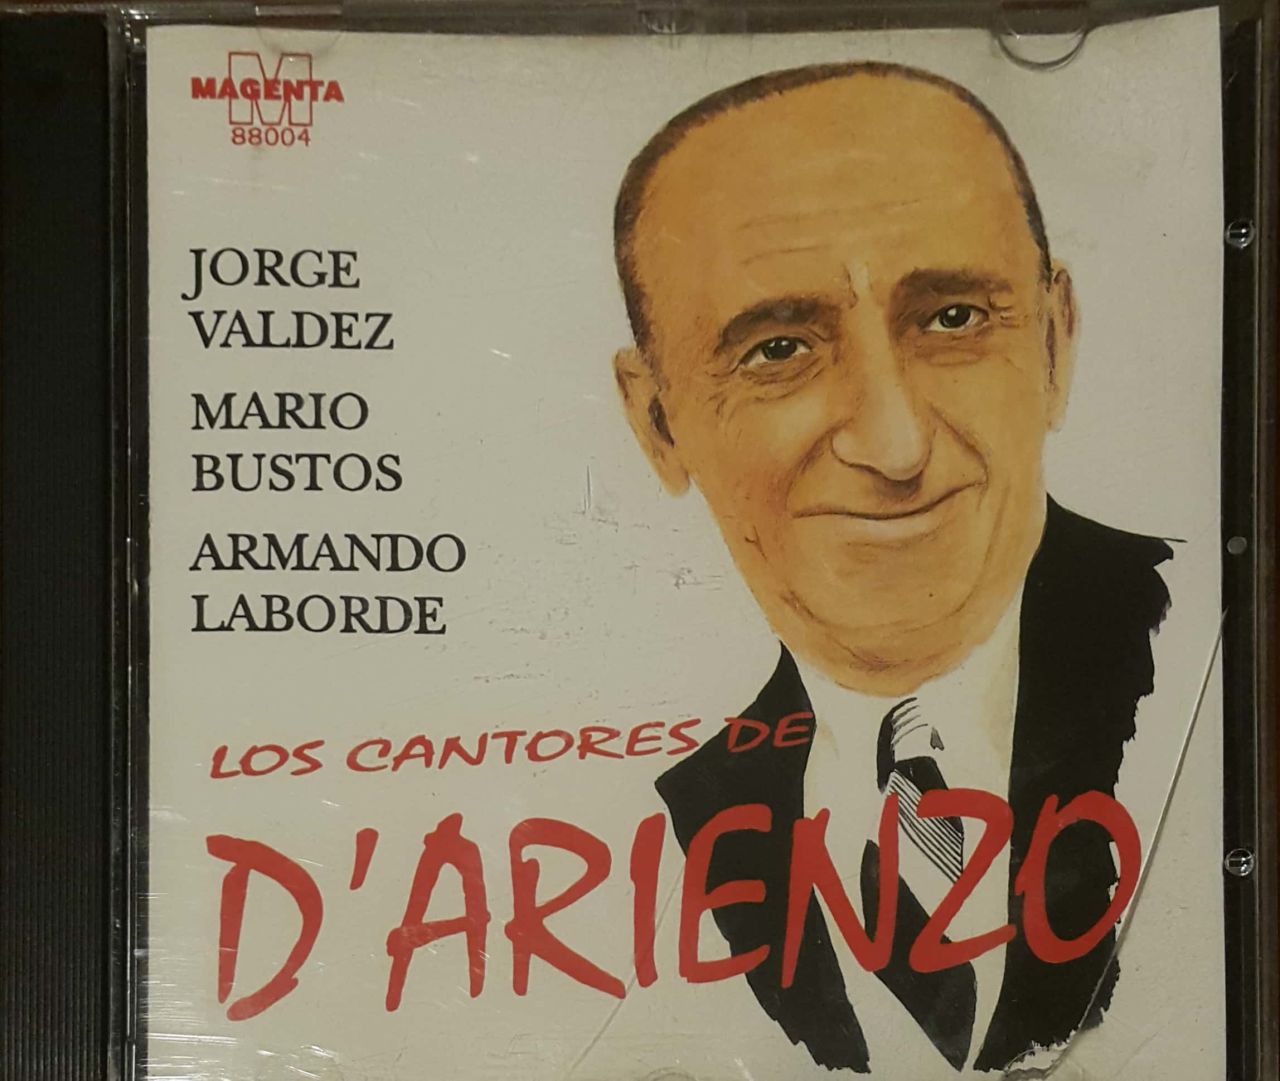 M
MAGENTA
88004
JORGE
VALDEZ
MARIO
BUSTOS
ARMANDO
LABORDE
LOS CANTORES DE
D'ARIENZO